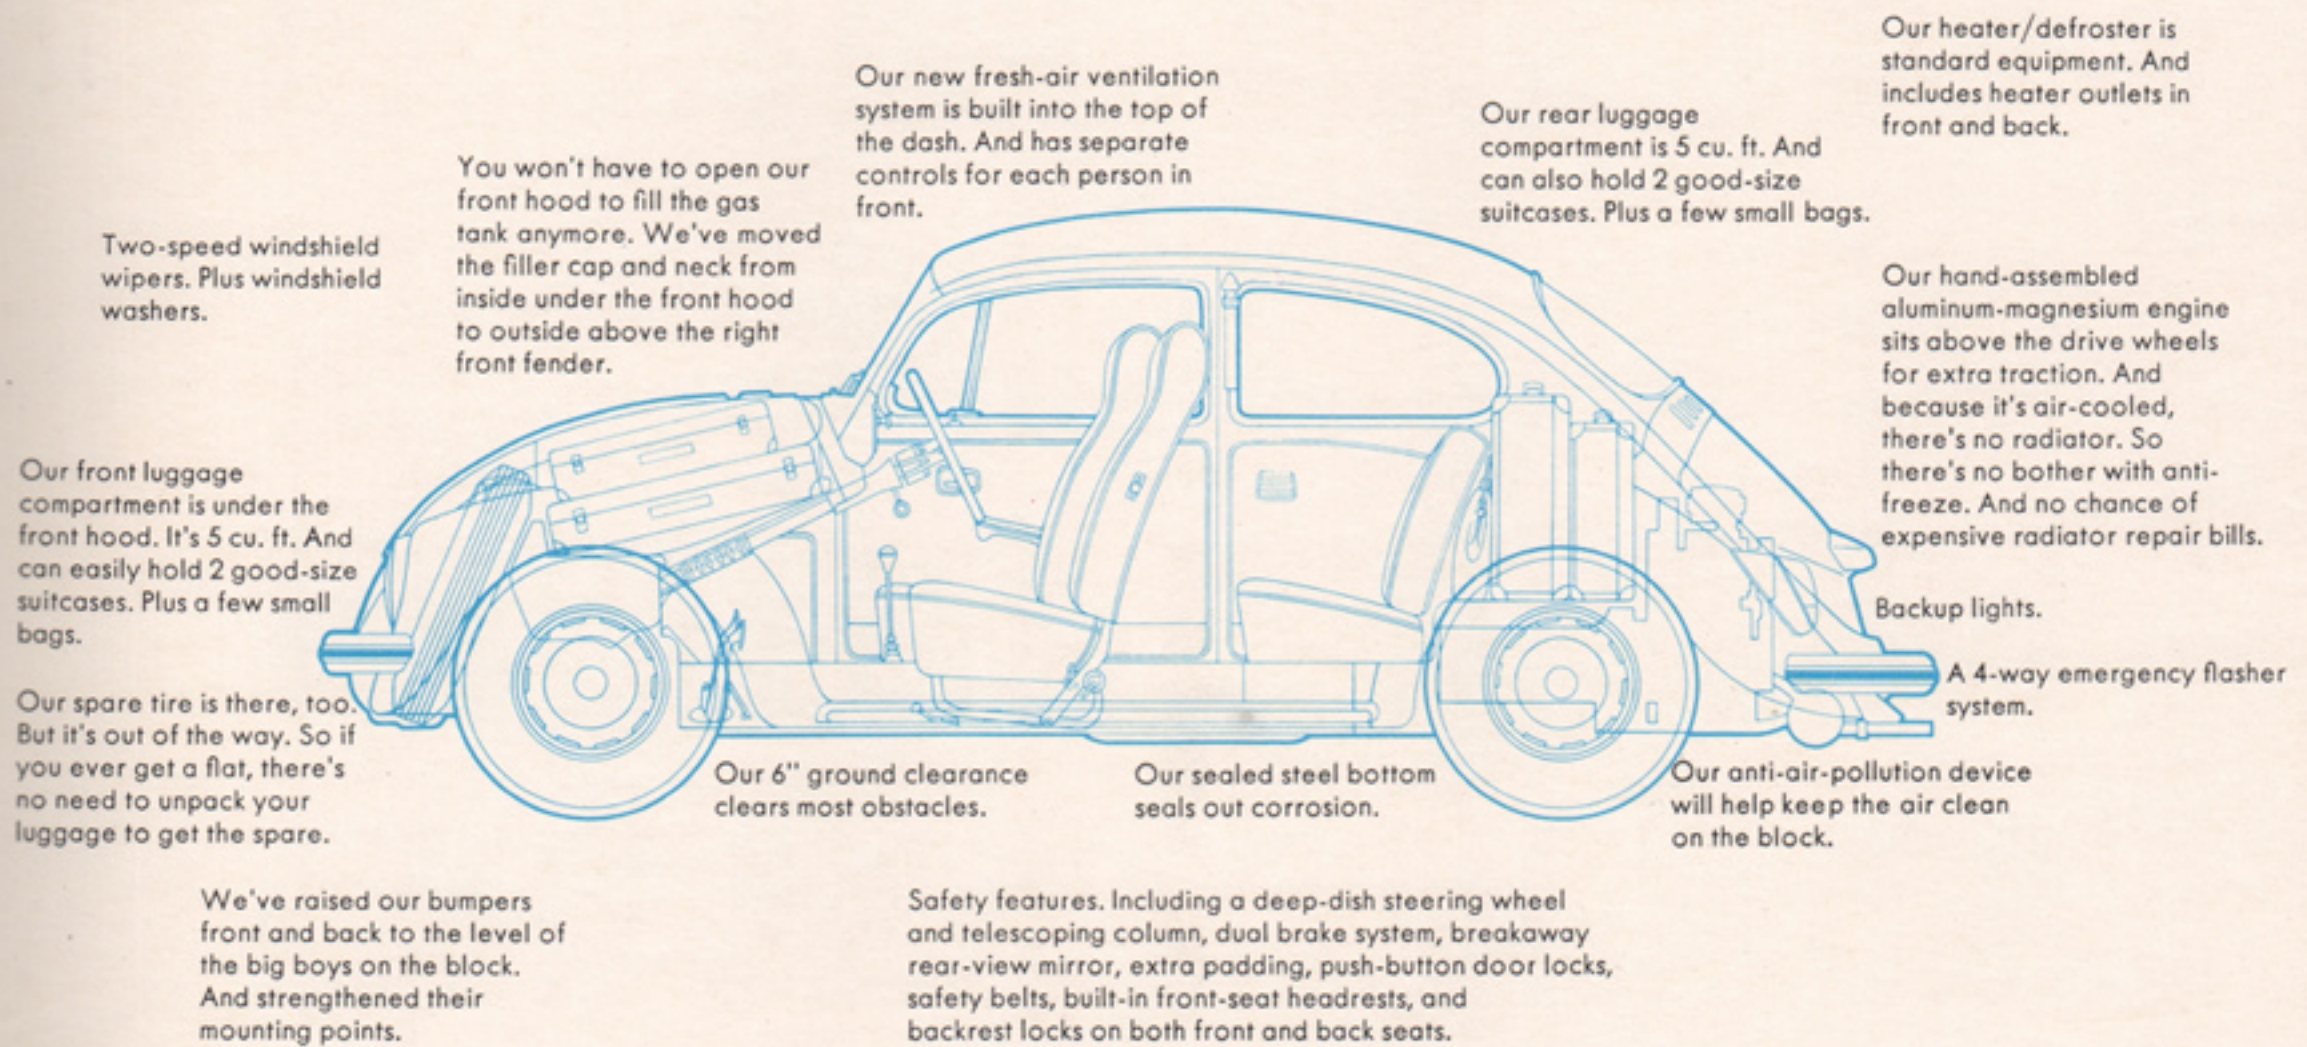 Two-speed windshield
wipers. Plus windshield
washers.
You won't have to open our
front hood to fill the gas
tank anymore. We've moved
the filler cap and neck from
inside under the front hood
to outside above the right
front fender.
Our new fresh-air ventilation
system is built into the top of
the dash. And has separate
controls for each person in
front.
Our rear luggage
compartment is 5 cu. ft. And
can also hold 2 good-size
suitcases. Plus a few small bags.
Our heater/defroster is
standard equipment. And
includes heater outlets in
front and back.
Our hand-assembled
aluminum-magnesium engine
sits above the drive wheels
for extra traction. And
because it's air-cooled,
there's no radiator. So
there's no bother with anti-
freeze. And no chance of
expensive radiator repair bills.
Our front luggage
compartment is under the
front hood. It's 5 cu. ft. And
can easily hold 2 good-size
suitcases. Plus a few small
bags.
Our spare tire is there, too.
But it's out of the way. So if
you ever get a flat, there's
no need to unpack your
luggage to get the spare.
Backup lights.
A 4-way emergency flasher
system.
Our 6" ground clearance
clears most obstacles.
Our sealed steel bottom
seals out corrosion.
Our anti-air-pollution device
will help keep the air clean
on the block.
We've raised our bumpers
front and back to the level of
the big boys on the block.
And strengthened their
mounting points.
Safety features. Including a deep-dish steering wheel
and telescoping column, dual brake system, breakaway
rear-view mirror, extra padding, push-button door locks,
safety belts, built-in front-seat headrests, and
backrest locks on both front and back seats.